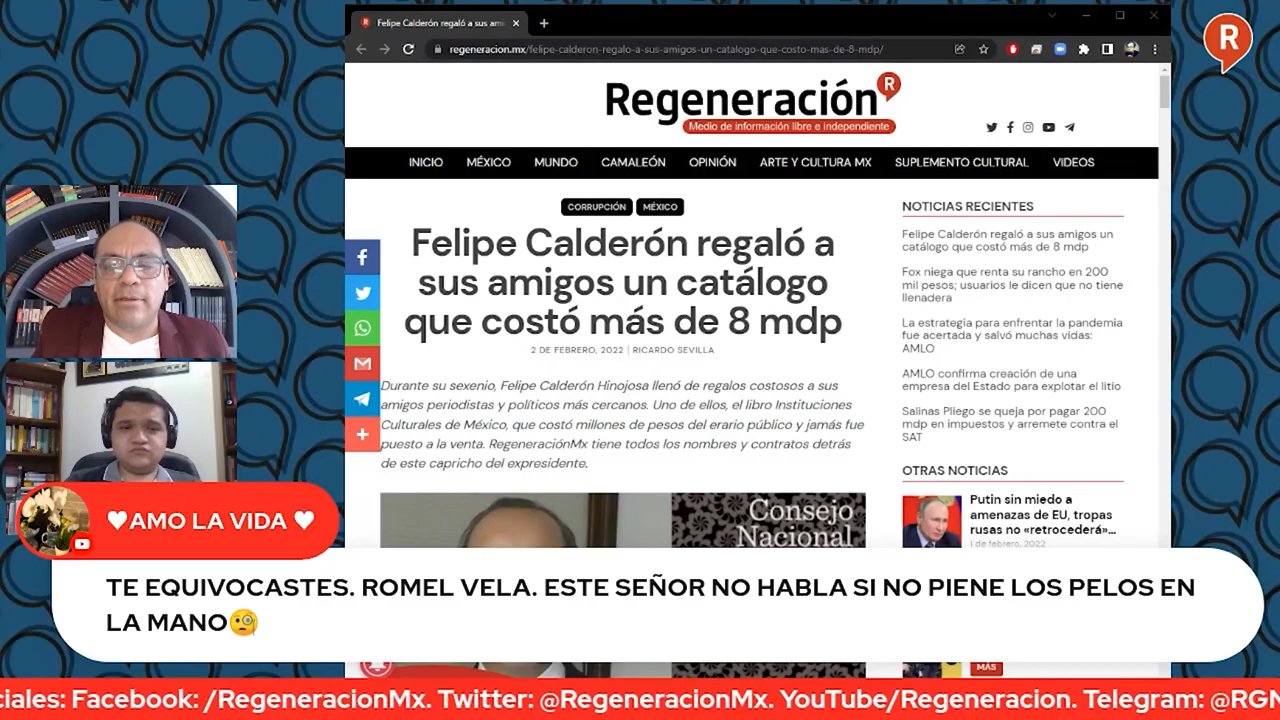 Felipe Calderón regaló a sus ami
regeneracion.mx/felipe-calderon-regalo-a-sus-amigos-un-catalogo-que-costo-mas-de-8-mdp/
R
Regeneración
R
Medio de información libre e independiente
INICIO MÉXICO MUNDO CAMALEÓN OPINIÓN ARTE Y CULTURA MX SUPLEMENTO CULTURAL VIDEOS
CORRUPCIÓN MÉXICO
Felipe Calderón regaló a
sus amigos un catálogo
que costó más de 8 mdp
2 DE FEBRERO, 2022 | RICARDO SEVILLA
Durante su sexenio, Felipe Calderón Hinojosa llenó de regalos costosos a sus
amigos periodistas y políticos más cercanos. Uno de ellos, el libro Instituciones
Culturales de México, que costó millones de pesos del erario público y jamás fue
puesto a la venta. RegeneraciónMx tiene todos los nombres y contratos detrás
de este capricho del expresidente.
Consejo
Nacional
NOTICIAS RECIENTES
Felipe Calderón regaló a sus amigos un
catálogo que costó más de 8 mdp
Fox niega que renta su rancho en 200
mil pesos; usuarios le dicen que no tiene
llenadera
La estrategia para enfrentar la pandemia
fue acertada y salvó muchas vidas:
AMLO
AMLO confirma creación de una
empresa del Estado para explotar el litio
Salinas Pliego se queja por pagar 200
mdp en impuestos y arremete contra el
SAT
OTRAS NOTICIAS
Putin sin miedo a
amenazas de EU, tropas
rusas no «retrocederá»...
1 de febrero, 2022
MÁS
♥AMO LA VIDA ♥
TE EQUIVOCASTES. ROMEL VELA. ESTE SEÑOR NO HABLA SI NO PIENE LOS PELOS EN
LA MANO🧐
ciales: Facebook: /RegeneracionMx. Twitter: @RegeneracionMx. YouTube/Regeneracion. Telegram: @RGN